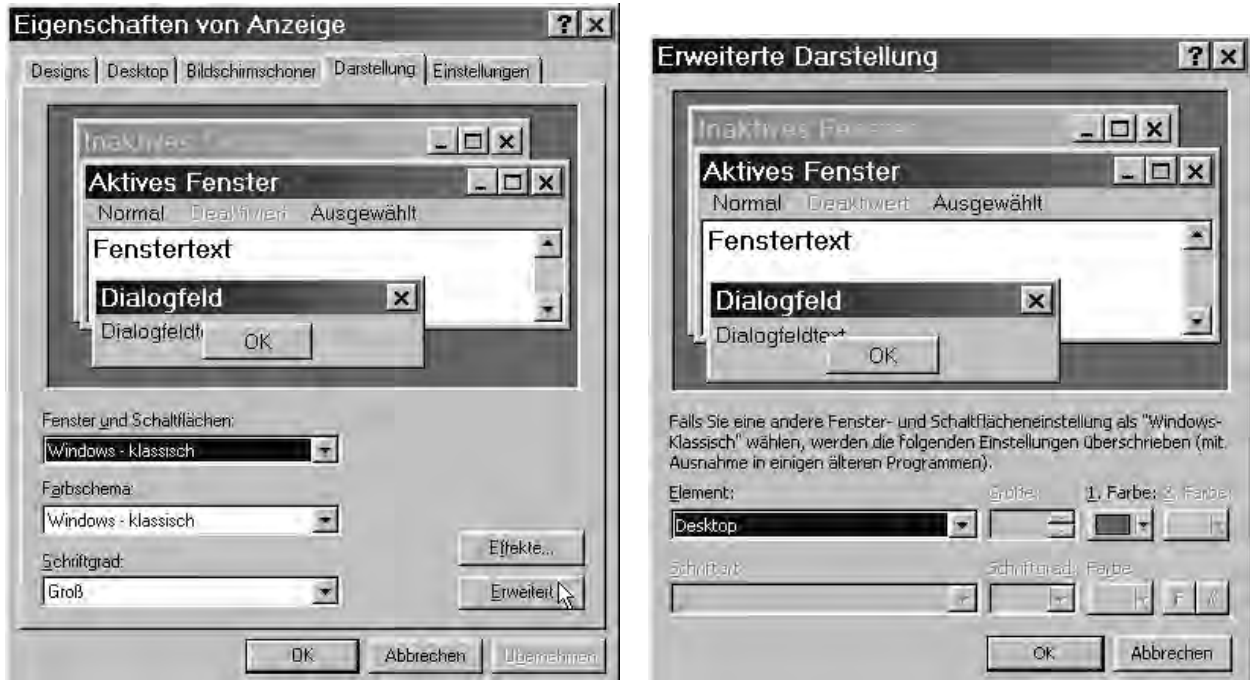 Eigenschaften von Anzeige
Designs Desktop Bildschirmschoner Darstellung Einstellungen
Inaktives
Aktives Fenster
Normal Deaktiviert Ausgewählt
Fenstertext
Dialogfeld
OK
Fenster und Schaltflächen:
Windows - klassisch
Farbschema:
Windows - klassisch
Schriftgrad:
Groß
Effekte...
Erweitert
OK Abbrechen Übernehmen
Erweiterte Darstellung
Inaktives Fenster
Aktives Fenster
Normal Deaktiviert Ausgewählt
Fenstertext
Dialogfeld
Dialogfeldtext
OK
Falls Sie eine andere Fenster- und Schaltflächeneinstellung als "Windows-
Klassisch" wählen, werden die folgenden Einstellungen überschrieben (mit
Ausnahme in einigen älteren Programmen).
Element: Größe: 1. Farbe: 2. Farbe:
Desktop
Schriftart: Schriftgrad: Farbe:
F K
OK Abbrechen